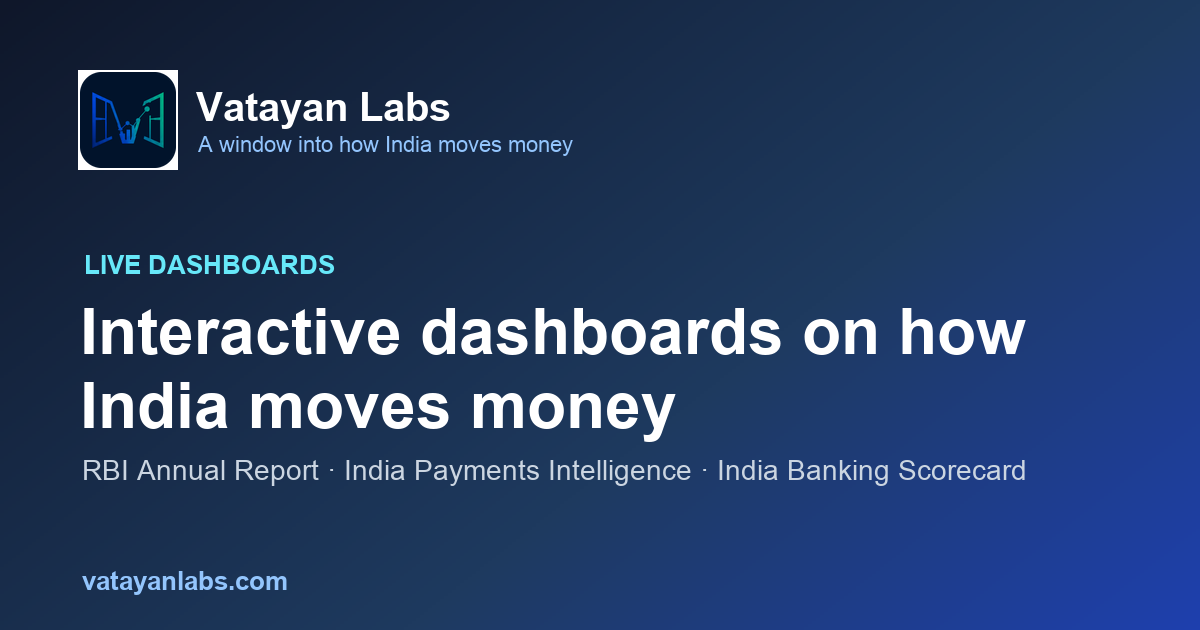 Vatayan Labs
A window into how India moves money
LIVE DASHBOARDS
Interactive dashboards on how
India moves money
RBI Annual Report · India Payments Intelligence · India Banking Scorecard
vatayanlabs.com